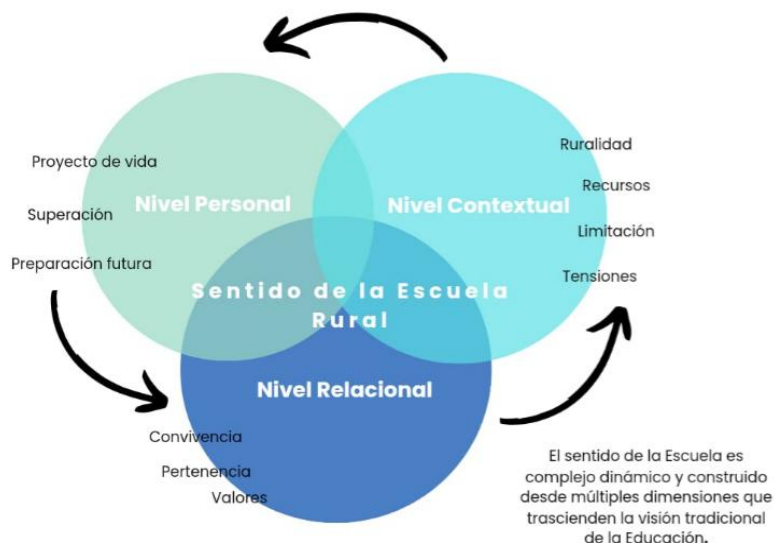 Proyecto de vida
Superación
Preparación futura
Nivel Personal
Nivel Contextual
Ruralidad
Recursos
Limitación
Tensiones
Sentido de la Escuela
Rural
Nivel Relacional
Convivencia
Pertenencia
Valores
El sentido de la Escuela es
complejo dinámico y construido
desde múltiples dimensiones que
trascienden la visión tradicional
de la Educación.